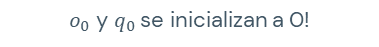 𝑜₀ y 𝑞₀ se inicializan a 0!